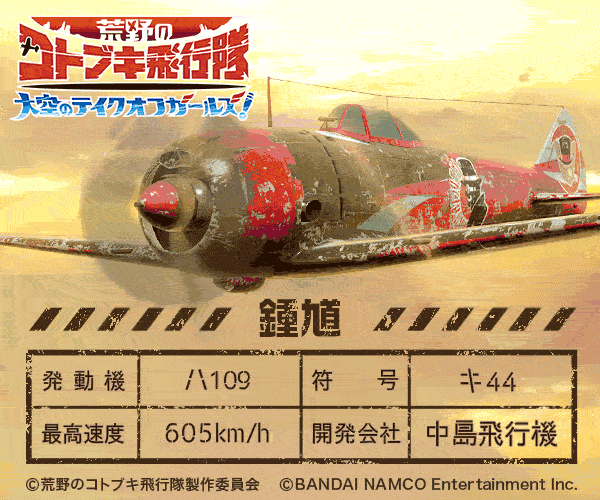 荒野の
コトブキ飛行隊
大空のテイクオフガールズ!
鍾馗
発動機 ハ109 符号 キ44
最高速度 605km/h 開発会社 中島飛行機
©荒野のコトブキ飛行隊製作委員会 ©BANDAI NAMCO Entertainment Inc.